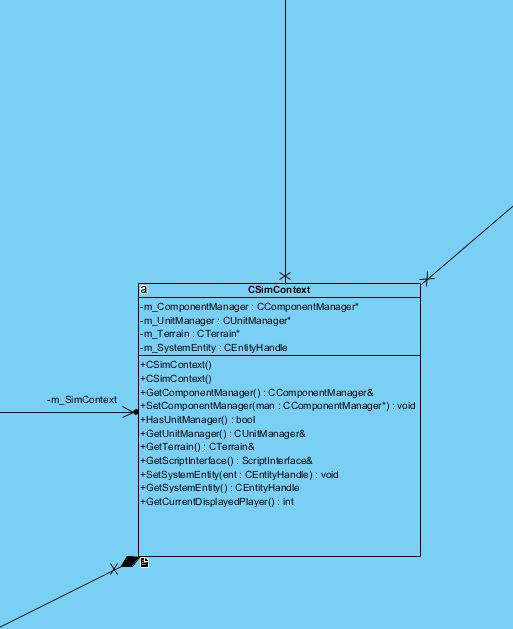 a
CSimContext
-m_ComponentManager : CComponentManager*
-m_UnitManager : CUnitManager*
-m_Terrain : CTerrain*
-m_SystemEntity : CEntityHandle
+CSimContext()
+CSimContext()
+GetComponentManager() : CComponentManager&
-m_SimContext
+SetComponentManager(man : CComponentManager*) : void
+HasUnitManager() : bool
+GetUnitManager() : CUnitManager&
+GetTerrain() : CTerrain&
+GetScriptInterface() : ScriptInterface&
+SetSystemEntity(ent : CEntityHandle) : void
+GetSystemEntity() : CEntityHandle
+GetCurrentDisplayedPlayer() : int